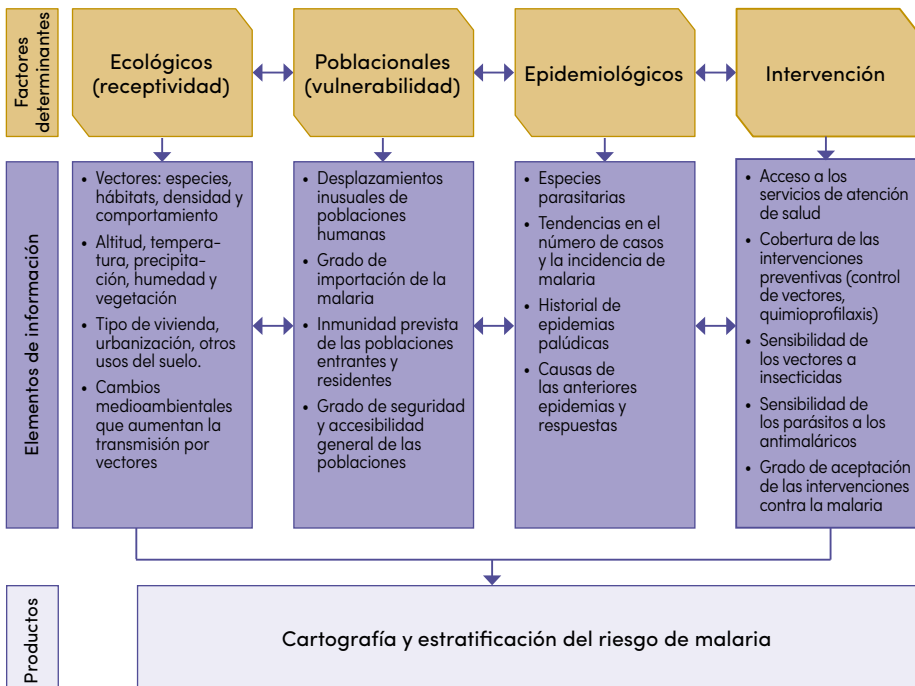 Factores
determinantes
Ecológicos
(receptividad)
Poblacionales
(vulnerabilidad)
Epidemiológicos
Intervención
Elementos de información
• Vectores: especies,
hábitats, densidad y
comportamiento
• Altitud, tempera-
tura, precipita-
ción, humedad y
vegetación
• Tipo de vivienda,
urbanización, otros
usos del suelo.
• Cambios
medioambientales
que aumentan la
transmisión por
vectores
• Desplazamientos
inusuales de
poblaciones
humanas
• Grado de
importación de la
malaria
• Inmunidad prevista
de las poblaciones
entrantes y
residentes
• Grado de seguridad
y accesibilidad
general de las
poblaciones
• Especies
parasitarias
• Tendencias en el
número de casos
y la incidencia de
malaria
• Historial de
epidemias
palúdicas
• Causas de
las anteriores
epidemias y
respuestas
• Acceso a los
servicios de atención
de salud
• Cobertura de las
intervenciones
preventivas (control
de vectores,
quimioprofilaxis)
• Sensibilidad de
los vectores a
insecticidas
• Sensibilidad de
los parásitos a los
antimaláricos
• Grado de aceptación
de las intervenciones
contra la malaria
Productos
Cartografía y estratificación del riesgo de malaria